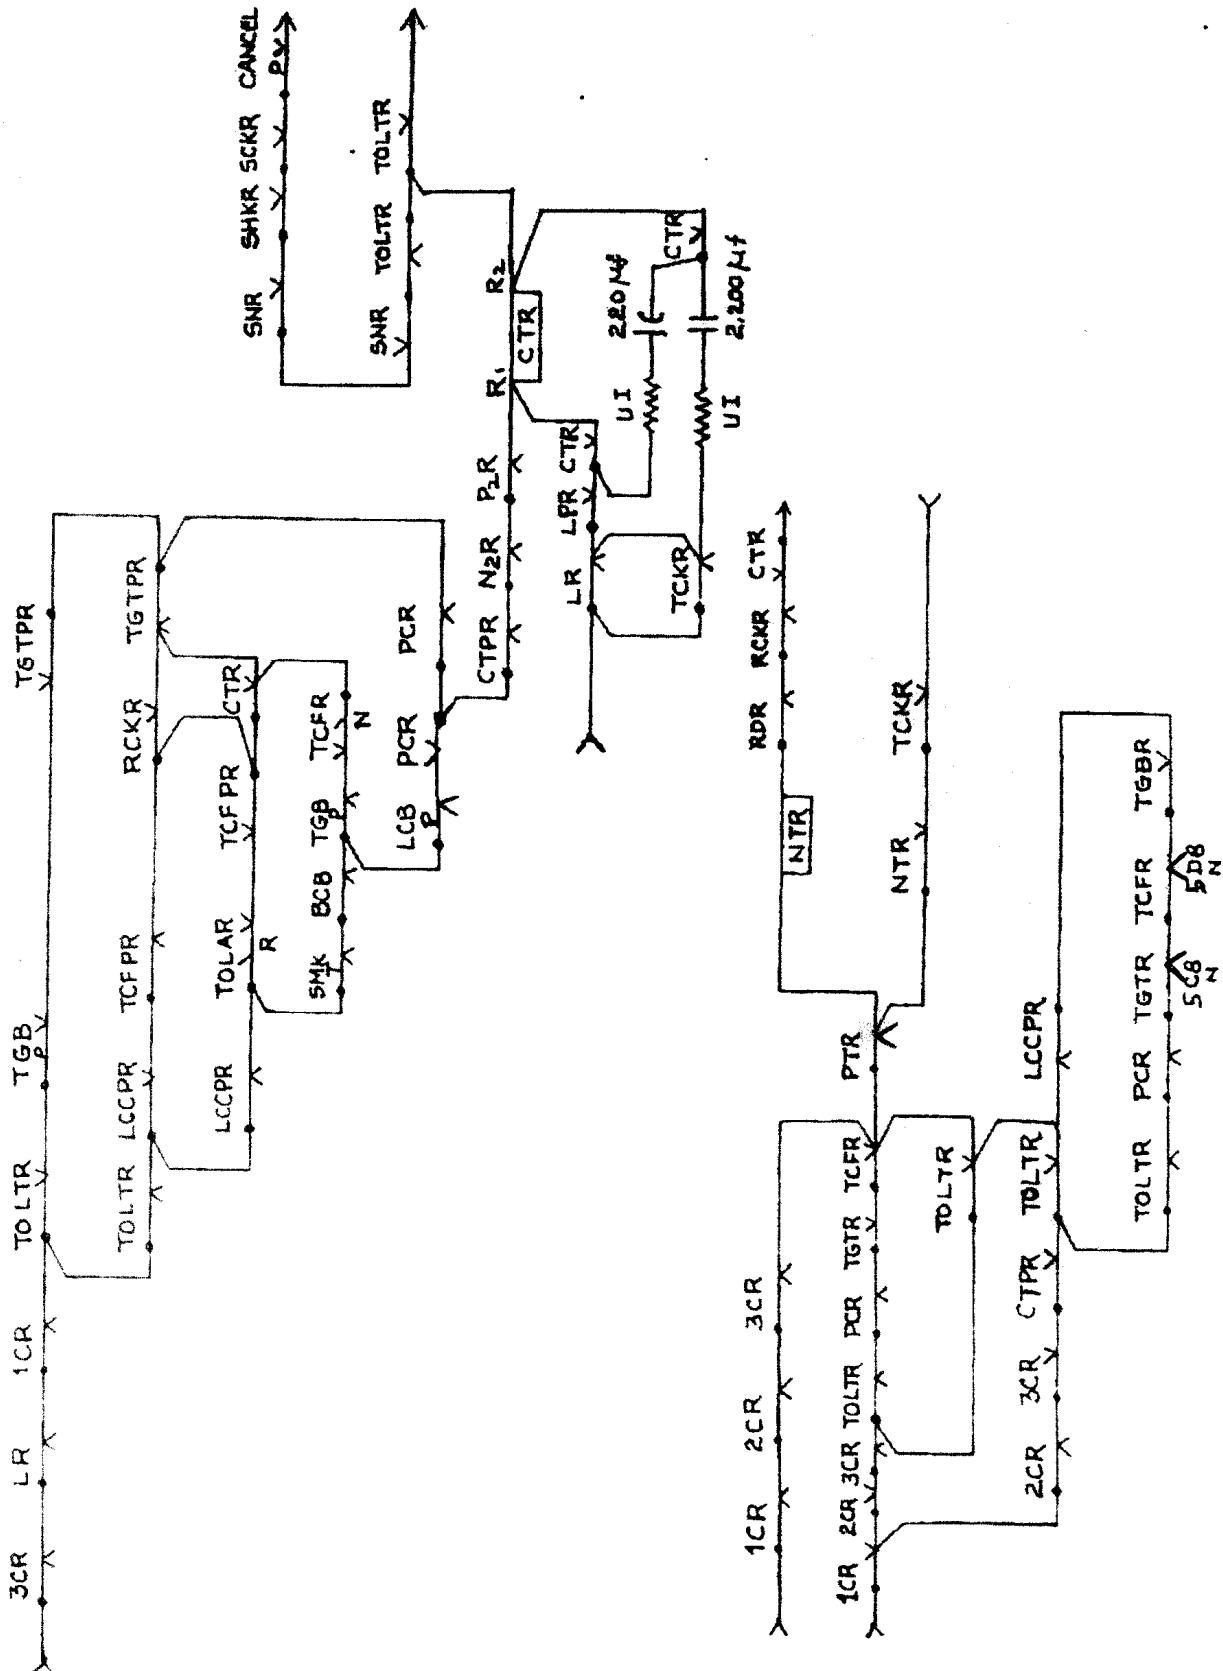 3CR LR 1CR TOLTR TGB P TGTPR
TOLTR LCCPR TCFPR RCKR TGTPR
LCCPR TOLAR R TCFPR CTR
SMK BCB TGB P TCFR N
LCB P PCR PCR
CTPR N2R P2R R1 CTR R2
SNR SHKR SCKR CANCEL P
SNR TOLTR TOLTR
LR LPR CTR
UI 220 μf CTR
TCKR UI 2,200 μf
1CR 2CR 3CR NTR RDR RCKR CTR
1CR 2CR 3CR TOLTR PCR TGTR TCFR PTR
NTR TCKR
TOLTR
2CR 3CR CTPR TOLTR LCCPR
TOLTR PCR TGTR TCFR TGBR
5CB N 5DB N